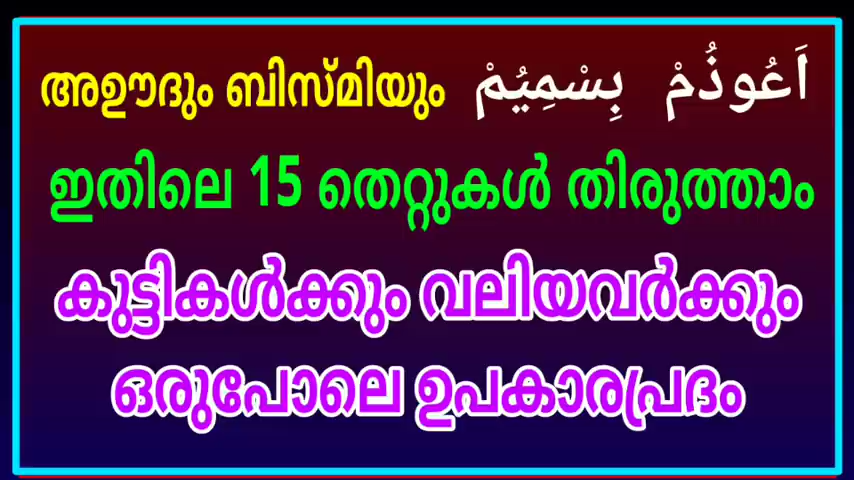 അഊദും ബിസ്മിയും اَعُوذُمْ بِسْمِيُمْ
ഇതിലെ 15 തെറ്റുകൾ തിരുത്താം
കുട്ടികൾക്കും വലിയവർക്കും
ഒരുപോലെ ഉപകാരപ്രദം